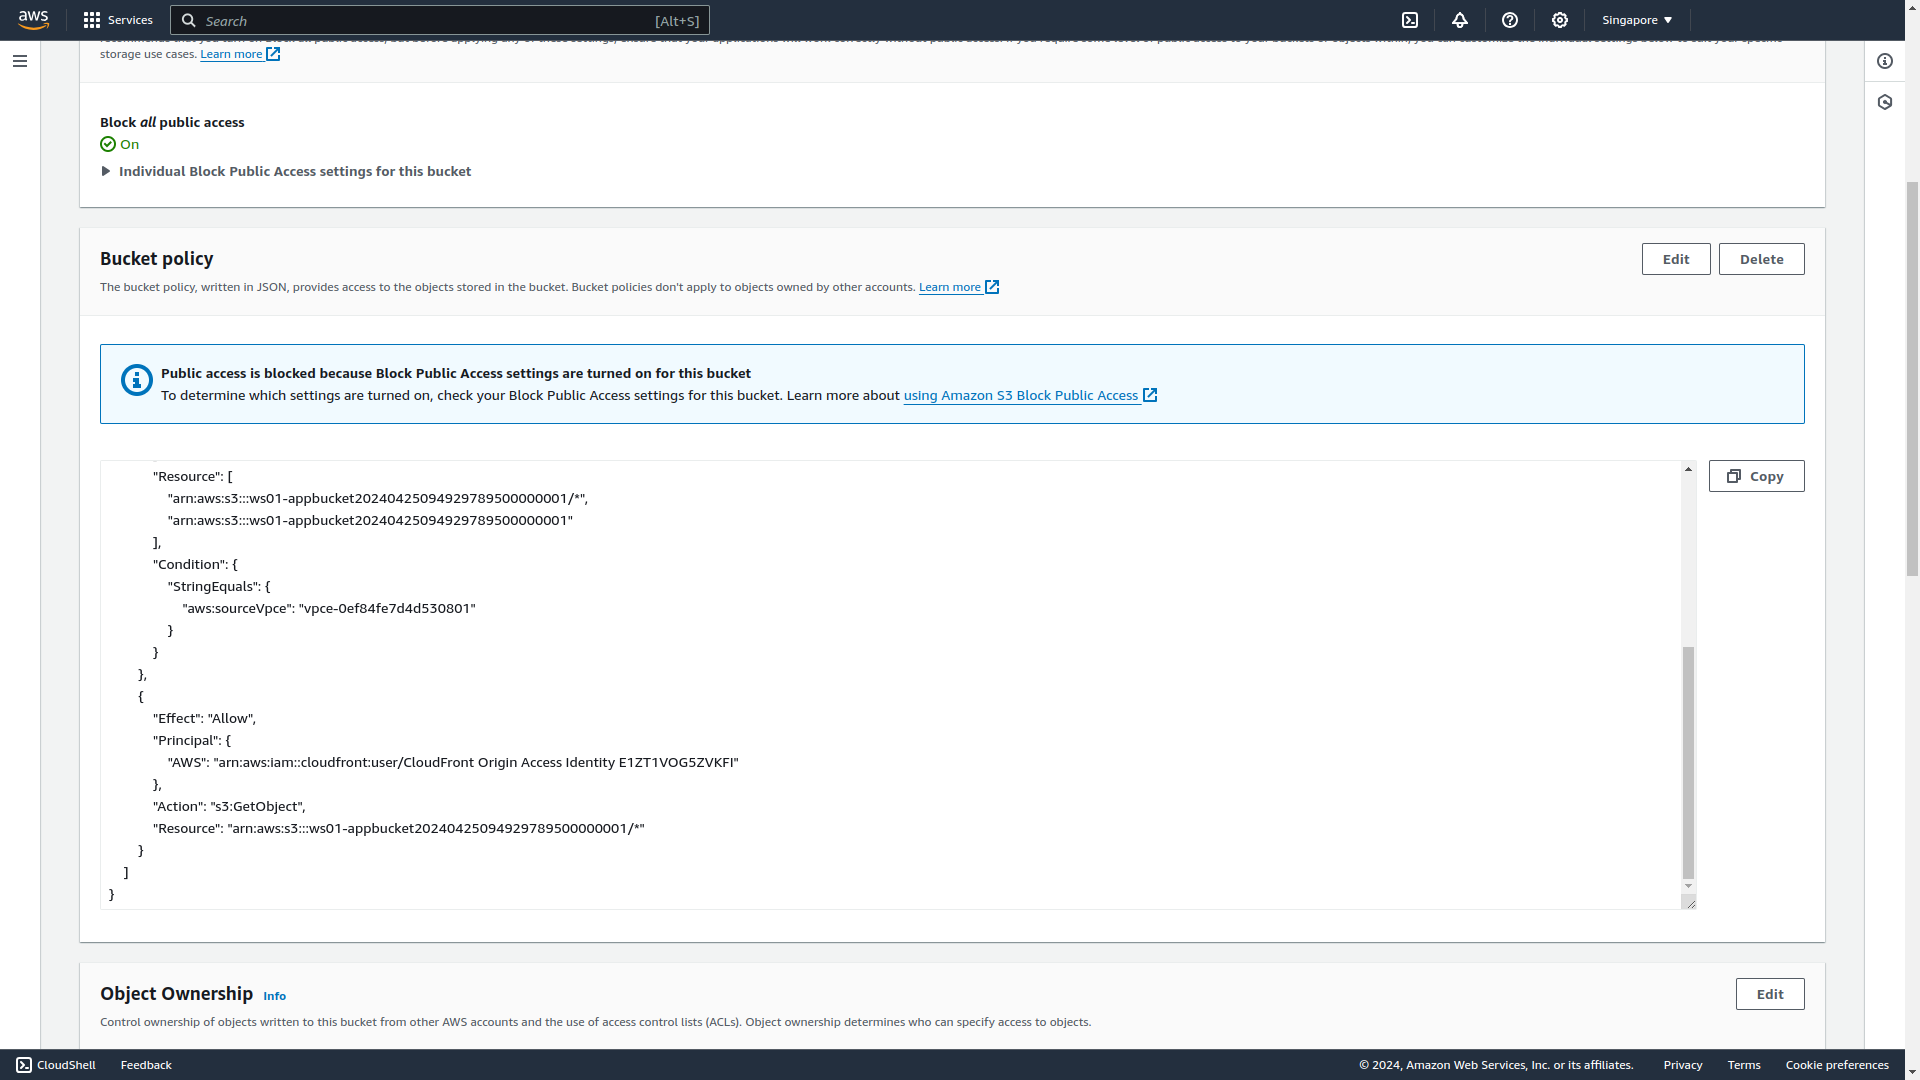 aws
Services
Search
[Alt+S]
Singapore
storage use cases. Learn more
Block all public access
On
Individual Block Public Access settings for this bucket
Bucket policy
Edit
Delete
The bucket policy, written in JSON, provides access to the objects stored in the bucket. Bucket policies don't apply to objects owned by other accounts. Learn more
Public access is blocked because Block Public Access settings are turned on for this bucket
To determine which settings are turned on, check your Block Public Access settings for this bucket. Learn more about using Amazon S3 Block Public Access
Copy
"Resource": [
"arn:aws:s3:::ws01-appbucket20240425094929789500000001/*",
"arn:aws:s3:::ws01-appbucket20240425094929789500000001"
],
"Condition": {
"StringEquals": {
"aws:sourceVpce": "vpce-0ef84fe7d4d530801"
}
}
},
{
"Effect": "Allow",
"Principal": {
"AWS": "arn:aws:iam::cloudfront:user/CloudFront Origin Access Identity E1ZT1VOG5ZVKFI"
},
"Action": "s3:GetObject",
"Resource": "arn:aws:s3:::ws01-appbucket20240425094929789500000001/*"
}
]
}
Object Ownership Info
Edit
Control ownership of objects written to this bucket from other AWS accounts and the use of access control lists (ACLs). Object ownership determines who can specify access to objects.
CloudShell
Feedback
© 2024, Amazon Web Services, Inc. or its affiliates.
Privacy
Terms
Cookie preferences